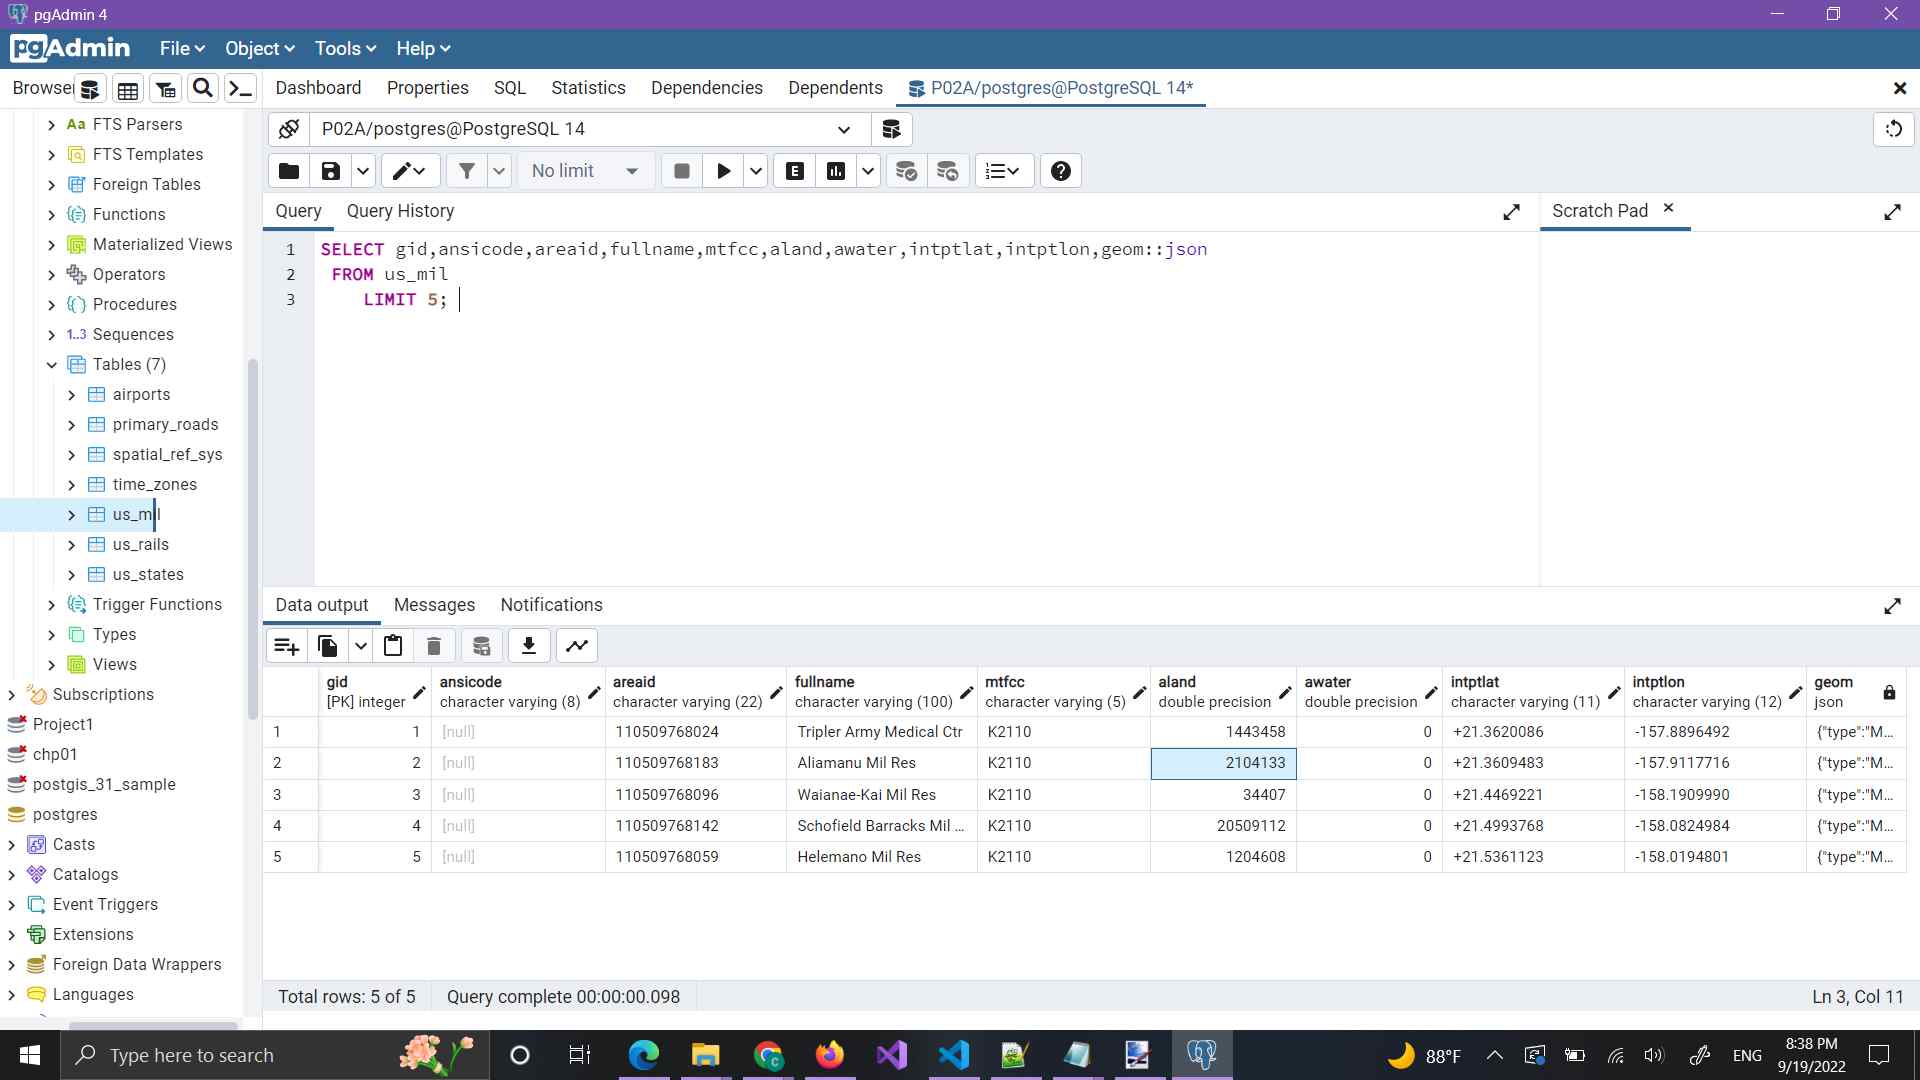 pgAdmin 4
pgAdmin File Object Tools Help
Browser Dashboard Properties SQL Statistics Dependencies Dependents P02A/postgres@PostgreSQL 14*
Aa FTS Parsers
FTS Templates
Foreign Tables
Functions
Materialized Views
Operators
Procedures
1..3 Sequences
Tables (7)
airports
primary_roads
spatial_ref_sys
time_zones
us_mil
us_rails
us_states
Trigger Functions
Types
Views
Subscriptions
Project1
chp01
postgis_31_sample
postgres
Casts
Catalogs
Event Triggers
Extensions
Foreign Data Wrappers
Languages
P02A/postgres@PostgreSQL 14
No limit E
Query Query History Scratch Pad
1 SELECT gid,ansicode,areaid,fullname,mtfcc,aland,awater,intptlat,intptlon,geom::json
2 FROM us_mil
3 LIMIT 5;
Data output Messages Notifications
gid ansicode areaid fullname mtfcc aland awater intptlat intptlon geom
[PK] integer character varying (8) character varying (22) character varying (100) character varying (5) double precision double precision character varying (11) character varying (12) json
1 1 [null] 110509768024 Tripler Army Medical Ctr K2110 1443458 0 +21.3620086 -157.8896492 {"type":"M...
2 2 [null] 110509768183 Aliamanu Mil Res K2110 2104133 0 +21.3609483 -157.9117716 {"type":"M...
3 3 [null] 110509768096 Waianae-Kai Mil Res K2110 34407 0 +21.4469221 -158.1909990 {"type":"M...
4 4 [null] 110509768142 Schofield Barracks Mil ... K2110 20509112 0 +21.4993768 -158.0824984 {"type":"M...
5 5 [null] 110509768059 Helemano Mil Res K2110 1204608 0 +21.5361123 -158.0194801 {"type":"M...
Total rows: 5 of 5 Query complete 00:00:00.098 Ln 3, Col 11
Type here to search 88°F ENG 8:38 PM
9/19/2022